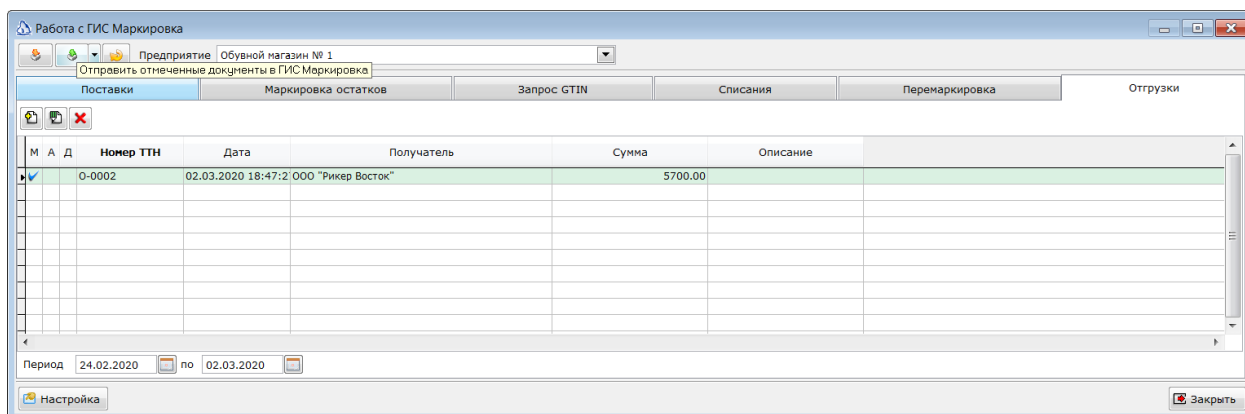 Работа с ГИС Маркировка
Предприятие Обувной магазин № 1
Отправить отмеченные документы в ГИС Маркировка
Поставки Маркировка остатков Запрос GTIN Списания Перемаркировка Отгрузки
М А Д Номер ТТН Дата Получатель Сумма Описание
О-0002 02.03.2020 18:47:2 ООО "Рикер Восток" 5700.00
Период 24.02.2020 по 02.03.2020
Настройка Закрыть